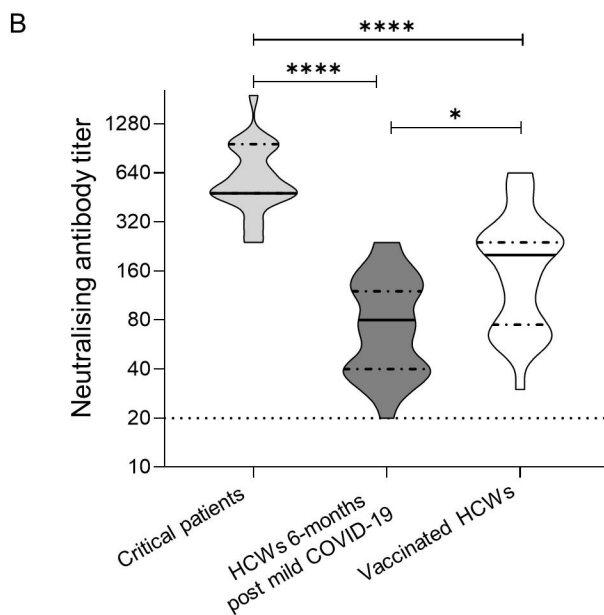 B
****
****
*
Neutralising antibody titer
1280
640
320
160
80
40
20
10
Critical patients
HCWs 6-months
post mild COVID-19
Vaccinated HCWs